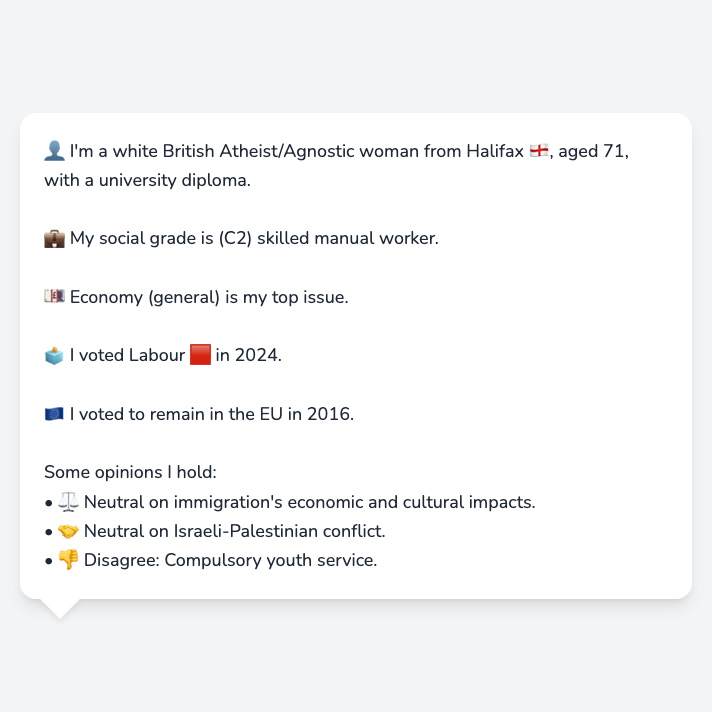 👤 I'm a white British Atheist/Agnostic woman from Halifax 🏴󠁧󠁢󠁥󠁮󠁧󠁿, aged 71,
with a university diploma.
💼 My social grade is (C2) skilled manual worker.
💷 Economy (general) is my top issue.
🗳️ I voted Labour 🟥 in 2024.
🇪🇺 I voted to remain in the EU in 2016.
Some opinions I hold:
• ⚖️ Neutral on immigration's economic and cultural impacts.
• 🤝 Neutral on Israeli-Palestinian conflict.
• 👎 Disagree: Compulsory youth service.